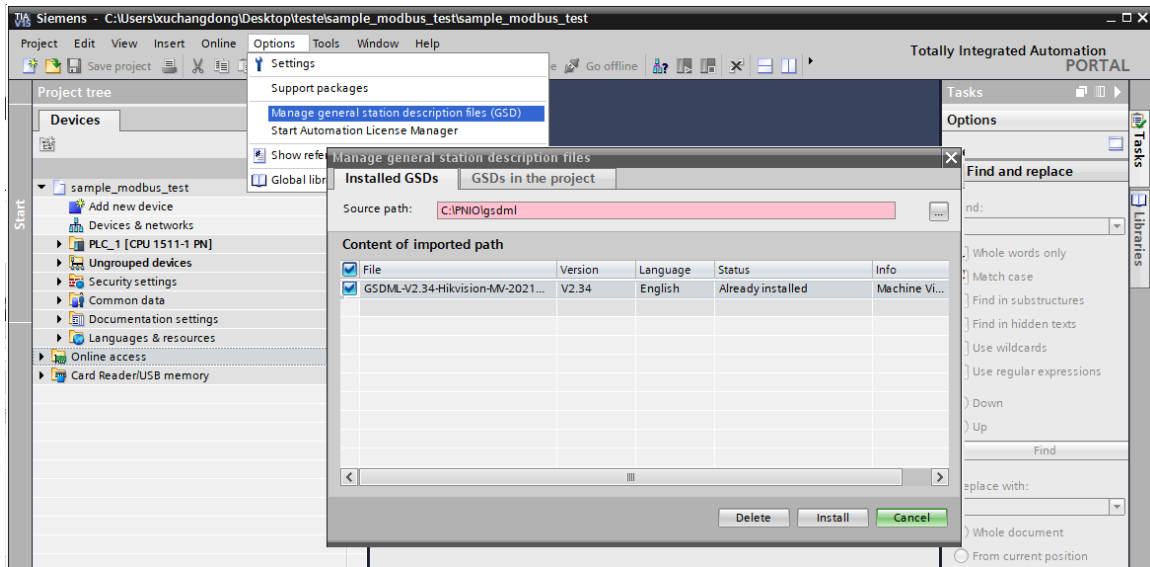 Siemens - C:\Users\xuchangdong\Desktop\teste\sample_modbus_test\sample_modbus_test
Project Edit View Insert Online Options Tools Window Help
Totally Integrated Automation
PORTAL
Save project
Go offline
Settings
Support packages
Manage general station description files (GSD)
Start Automation License Manager
Show refe
Global libr
Project tree
Devices
Start
sample_modbus_test
Add new device
Devices & networks
PLC_1 [CPU 1511-1 PN]
Ungrouped devices
Security settings
Common data
Documentation settings
Languages & resources
Online access
Card Reader/USB memory
Manage general station description files
Installed GSDs GSDs in the project
Source path: C:\PNIO\gsdml ...
Content of imported path
File Version Language Status Info
GSDML-V2.34-Hikvision-MV-2021... V2.34 English Already installed Machine Vi...
Delete Install Cancel
Tasks
Options
Find and replace
nd:
Whole words only
Match case
Find in substructures
Find in hidden texts
Use wildcards
Use regular expressions
Down
Up
Find
eplace with:
Whole document
From current position
Tasks
Libraries